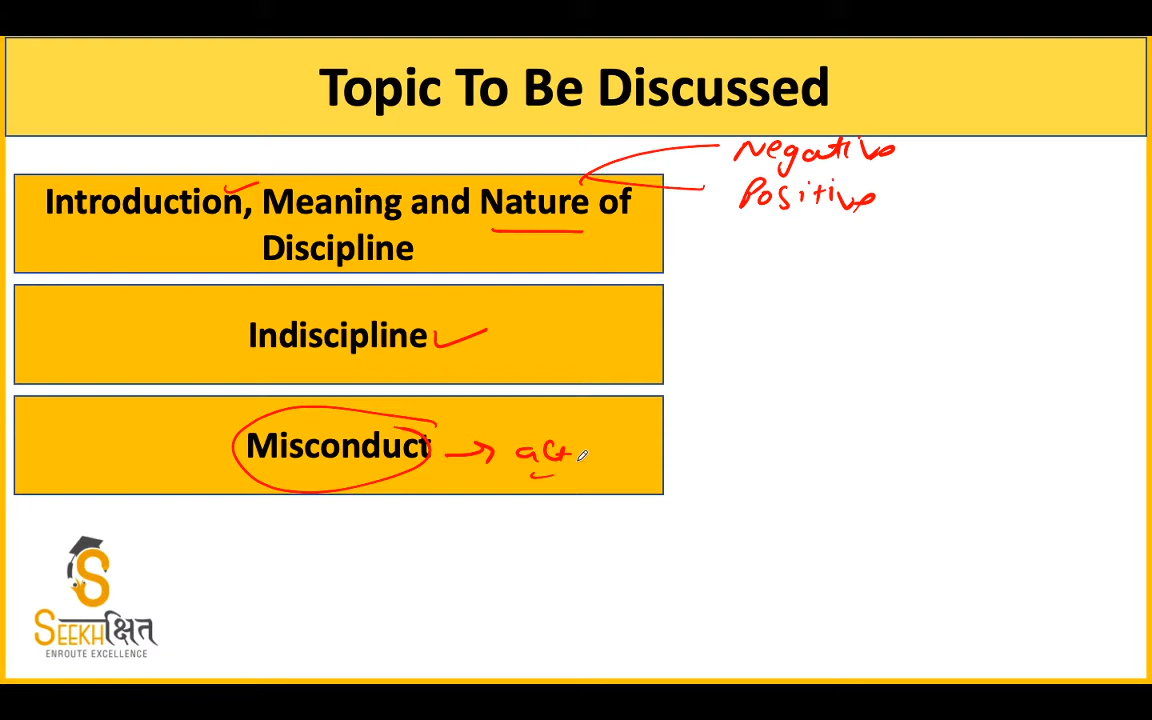 Topic To Be Discussed
Negative
Positive
Introduction, Meaning and Nature of
Discipline
Indiscipline
Misconduct → act
S
SEEKHक्षित
ENROUTE EXCELLENCE